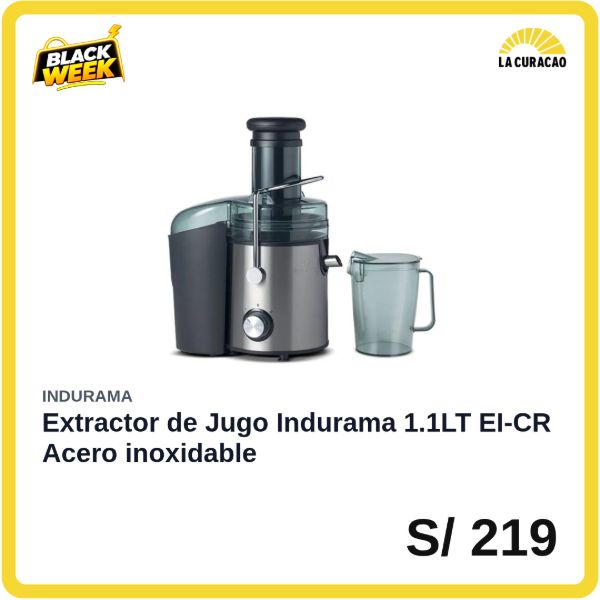 BLACK
WEEK
LA CURACAO
INDURAMA
Extractor de Jugo Indurama 1.1LT EI-CR
Acero inoxidable
S/ 219